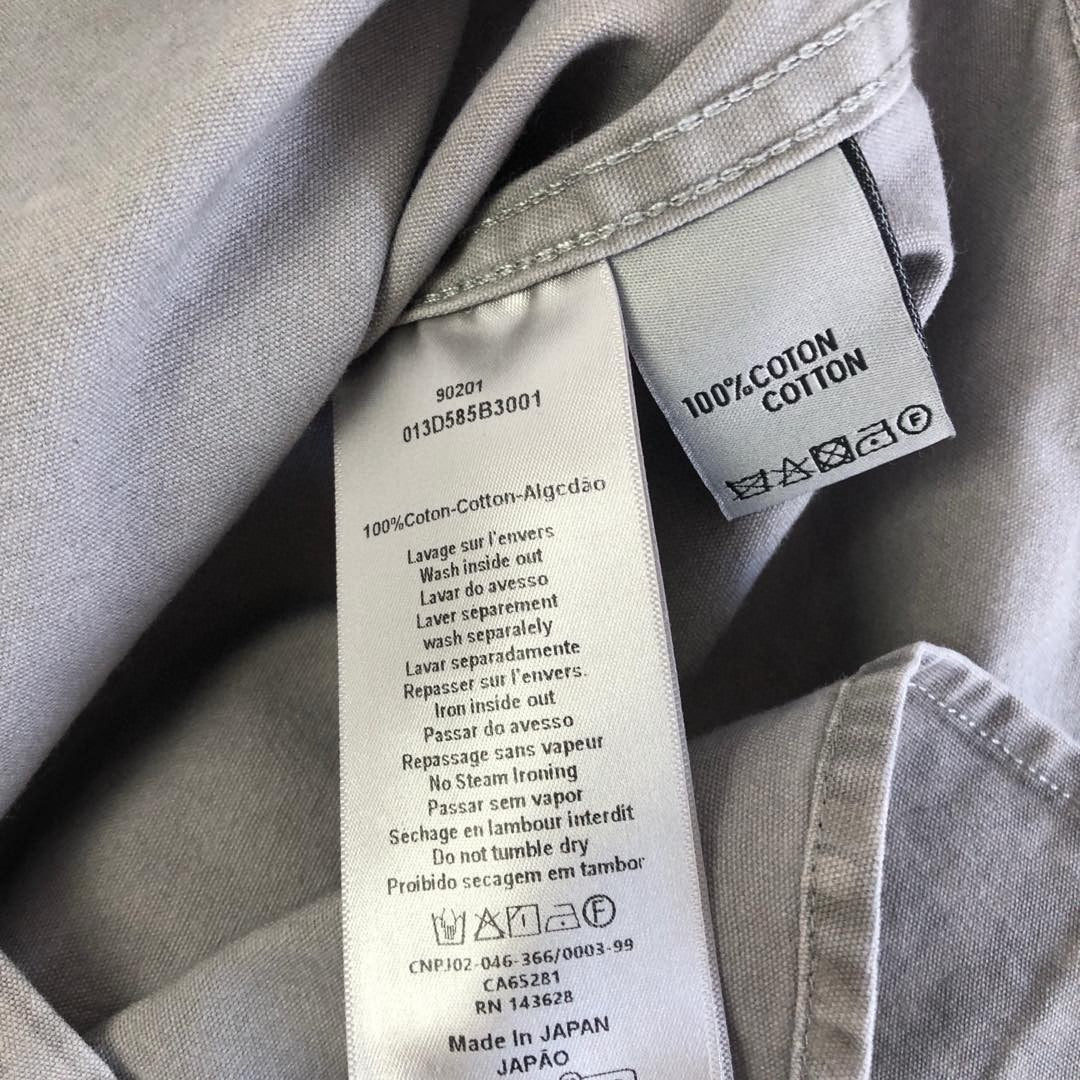 90201
013D585B3001
100%Coton-Cotton-Algcdão
Lavage sur l'envers
Wash inside out
Lavar do avesso
Laver separement
wash separalely
Lavar separadamente
Repasser sur l'envers.
Iron inside out
Passar do avesso
Repassage sans vapeur
No Steam Ironing
Passar sem vapor
Sechage en lambour interdit
Do not tumble dry
Proibido secagem em tambor
F
CNPJ02-046-366/0003-99
CA65281
RN 143628
Made In JAPAN
JAPÃO
100%COTON
COTTON
F